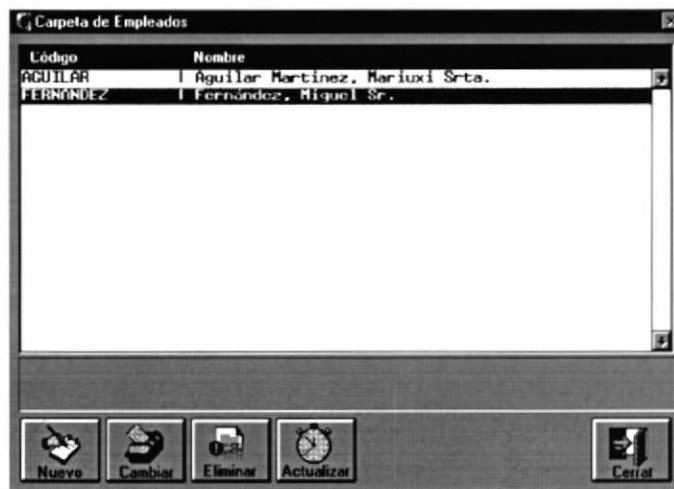 Carpeta de Empleados
Código Nombre
AGUILAR | Aguilar Martinez, Mariuxi Srta.
FERNANDEZ | Fernández, Miguel Sr.
Nuevo Cambiar Eliminar Actualizar Cerrar